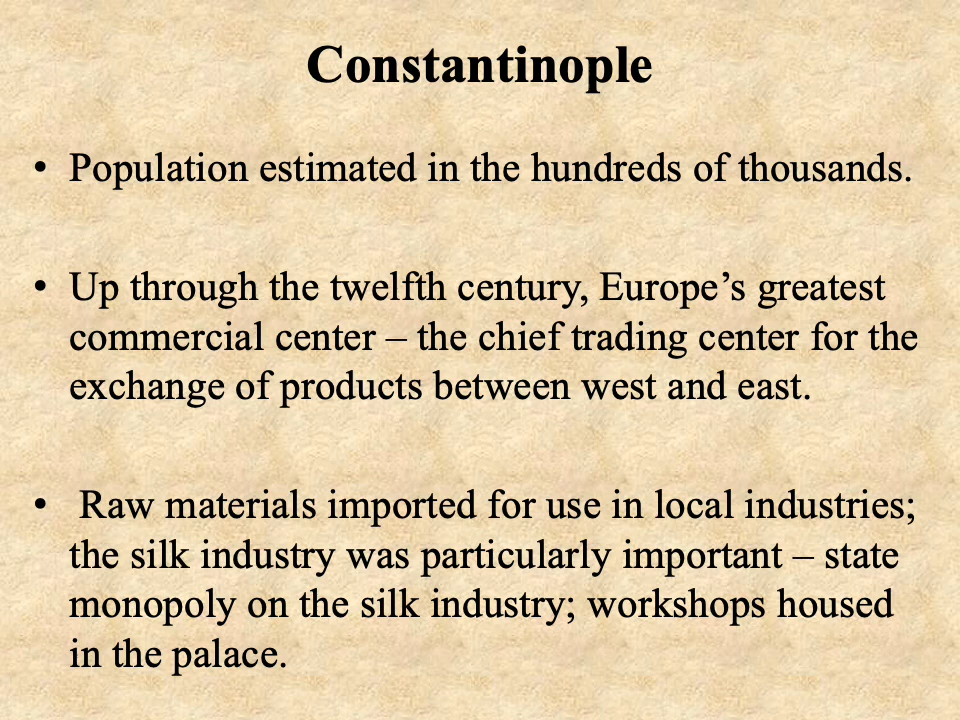 Constantinople
• Population estimated in the hundreds of thousands.
• Up through the twelfth century, Europe’s greatest
commercial center – the chief trading center for the
exchange of products between west and east.
• Raw materials imported for use in local industries;
the silk industry was particularly important – state
monopoly on the silk industry; workshops housed
in the palace.